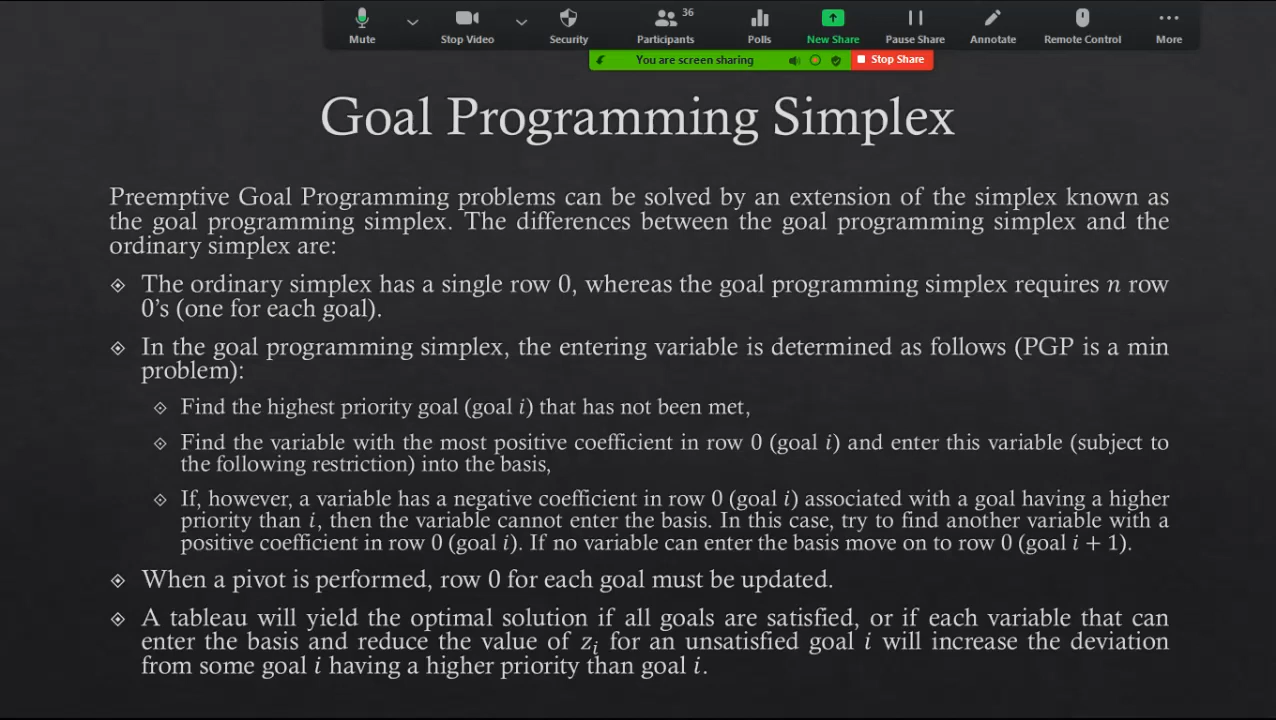 36
Mute Stop Video Security Participants Polls New Share Pause Share Annotate Remote Control More
You are screen sharing Stop Share
Goal Programming Simplex
Preemptive Goal Programming problems can be solved by an extension of the simplex known as
the goal programming simplex. The differences between the goal programming simplex and the
ordinary simplex are:
The ordinary simplex has a single row 0, whereas the goal programming simplex requires n row
0's (one for each goal).
In the goal programming simplex, the entering variable is determined as follows (PGP is a min
problem):
Find the highest priority goal (goal i) that has not been met,
Find the variable with the most positive coefficient in row 0 (goal i) and enter this variable (subject to
the following restriction) into the basis,
If, however, a variable has a negative coefficient in row 0 (goal i) associated with a goal having a higher
priority than i, then the variable cannot enter the basis. In this case, try to find another variable with a
positive coefficient in row 0 (goal i). If no variable can enter the basis move on to row 0 (goal i + 1).
When a pivot is performed, row 0 for each goal must be updated.
A tableau will yield the optimal solution if all goals are satisfied, or if each variable that can
enter the basis and reduce the value of zᵢ for an unsatisfied goal i will increase the deviation
from some goal i having a higher priority than goal i.